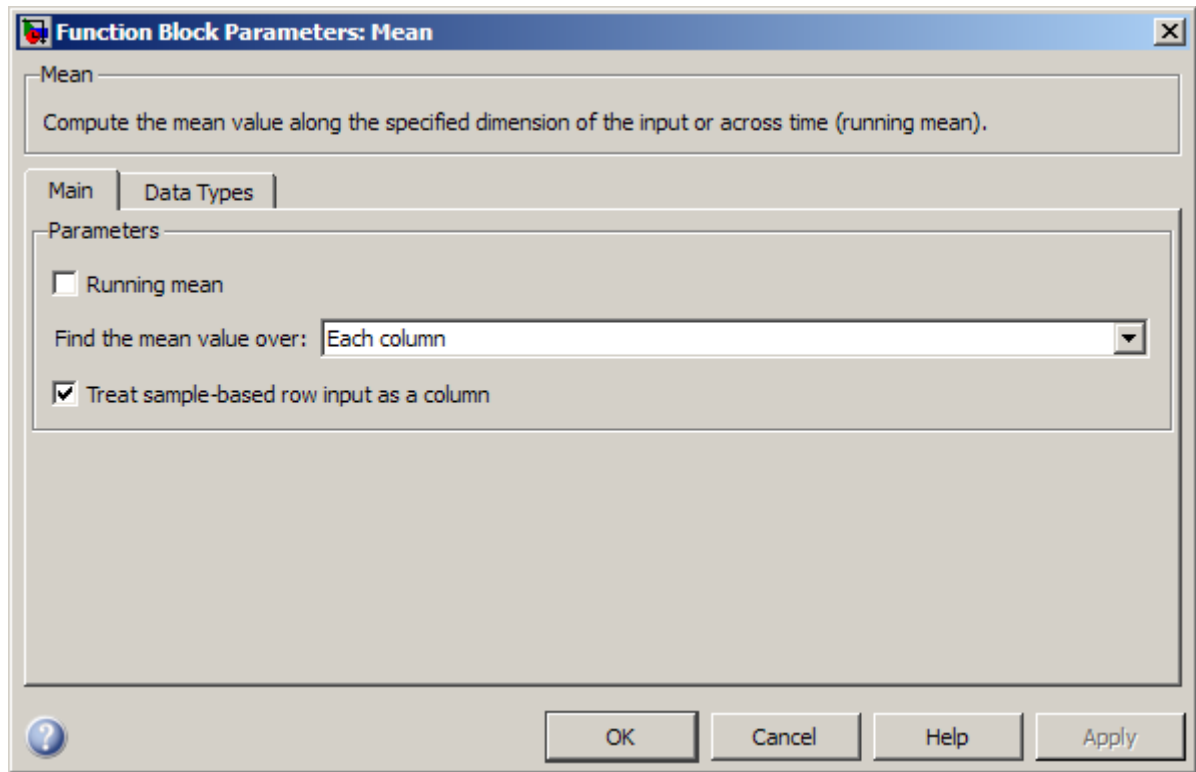 Function Block Parameters: Mean
Mean
Compute the mean value along the specified dimension of the input or across time (running mean).
Main Data Types
Parameters
Running mean
Find the mean value over: Each column
Treat sample-based row input as a column
? OK Cancel Help Apply